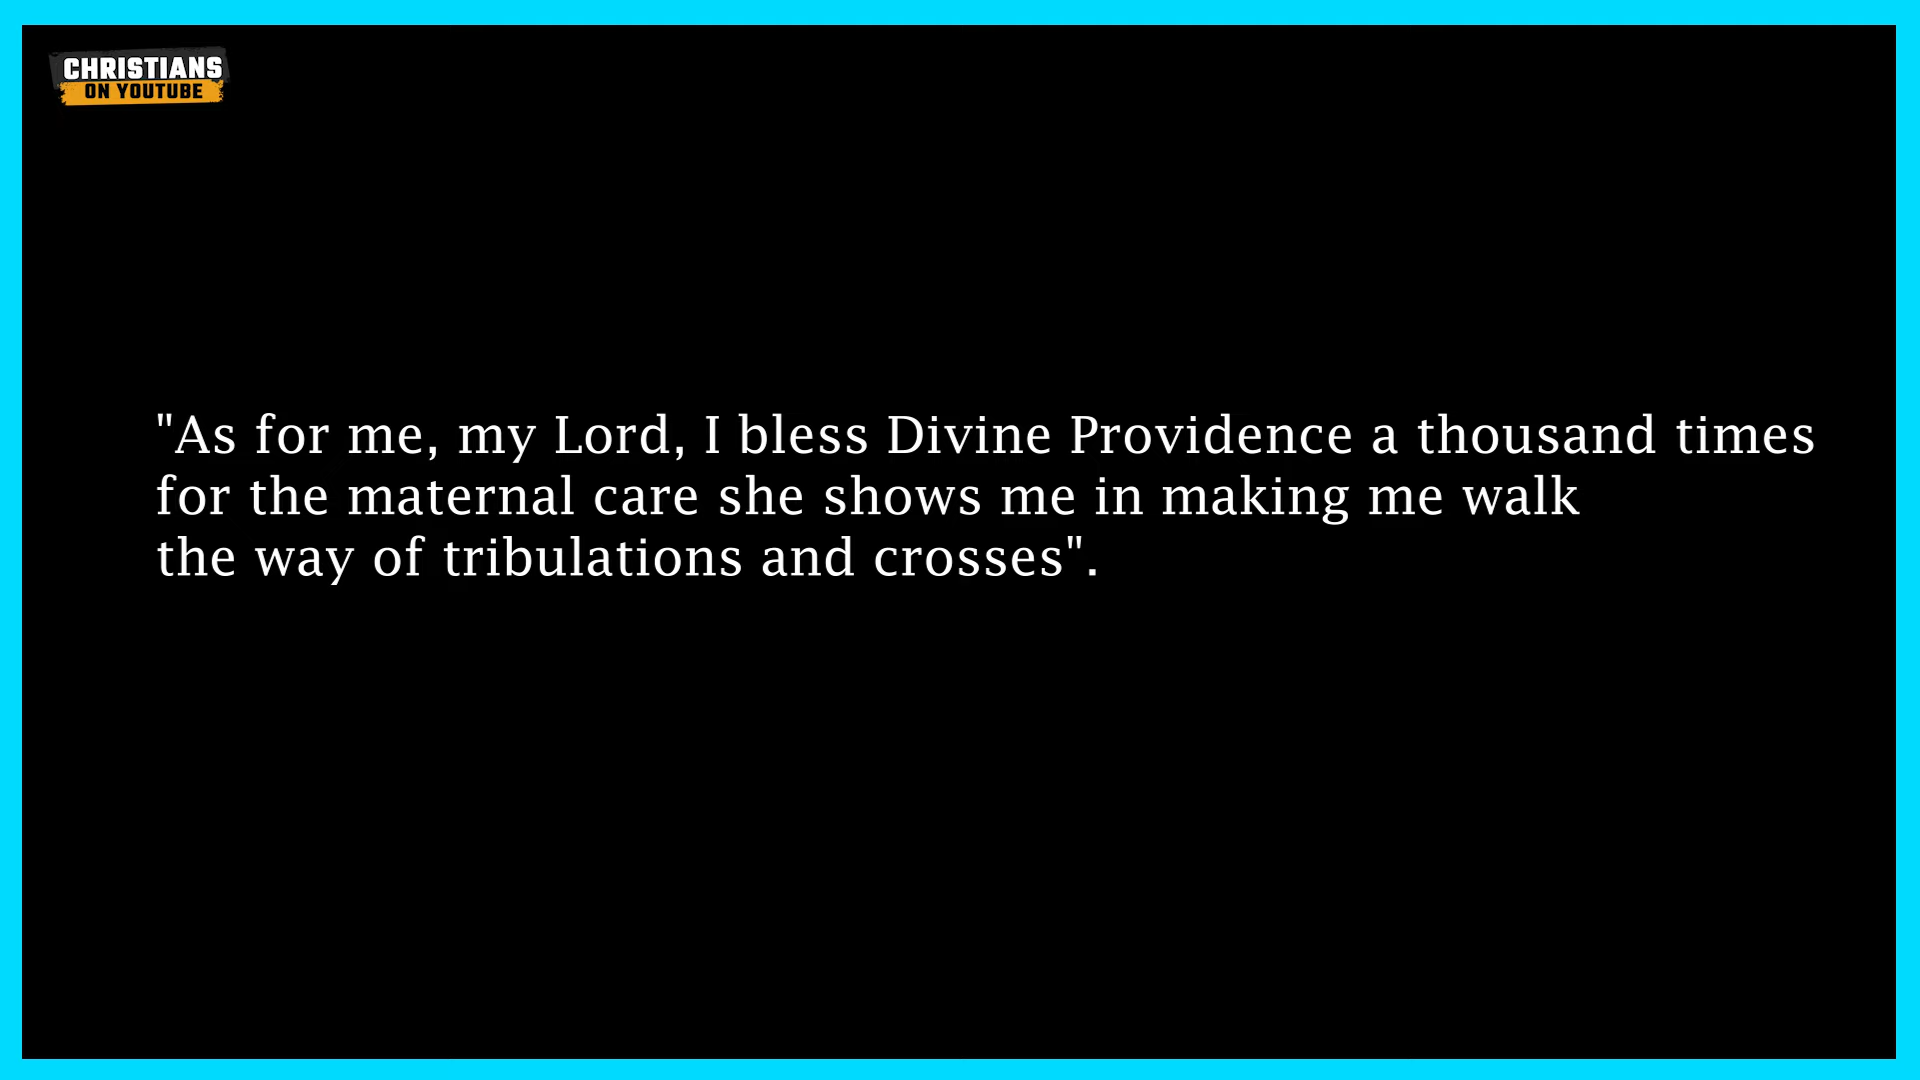 CHRISTIANS
ON YOUTUBE
"As for me, my Lord, I bless Divine Providence a thousand times
for the maternal care she shows me in making me walk
the way of tribulations and crosses".